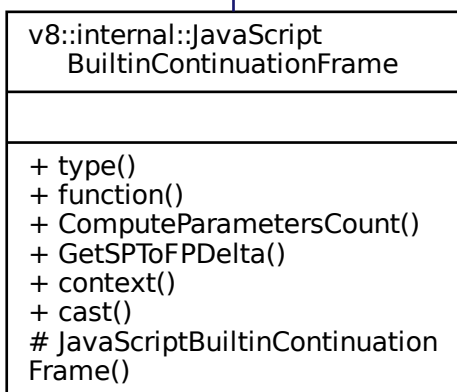 v8::internal::JavaScript
BuiltinContinuationFrame
+ type()
+ function()
+ ComputeParametersCount()
+ GetSPToFPDelta()
+ context()
+ cast()
# JavaScriptBuiltinContinuation
Frame()